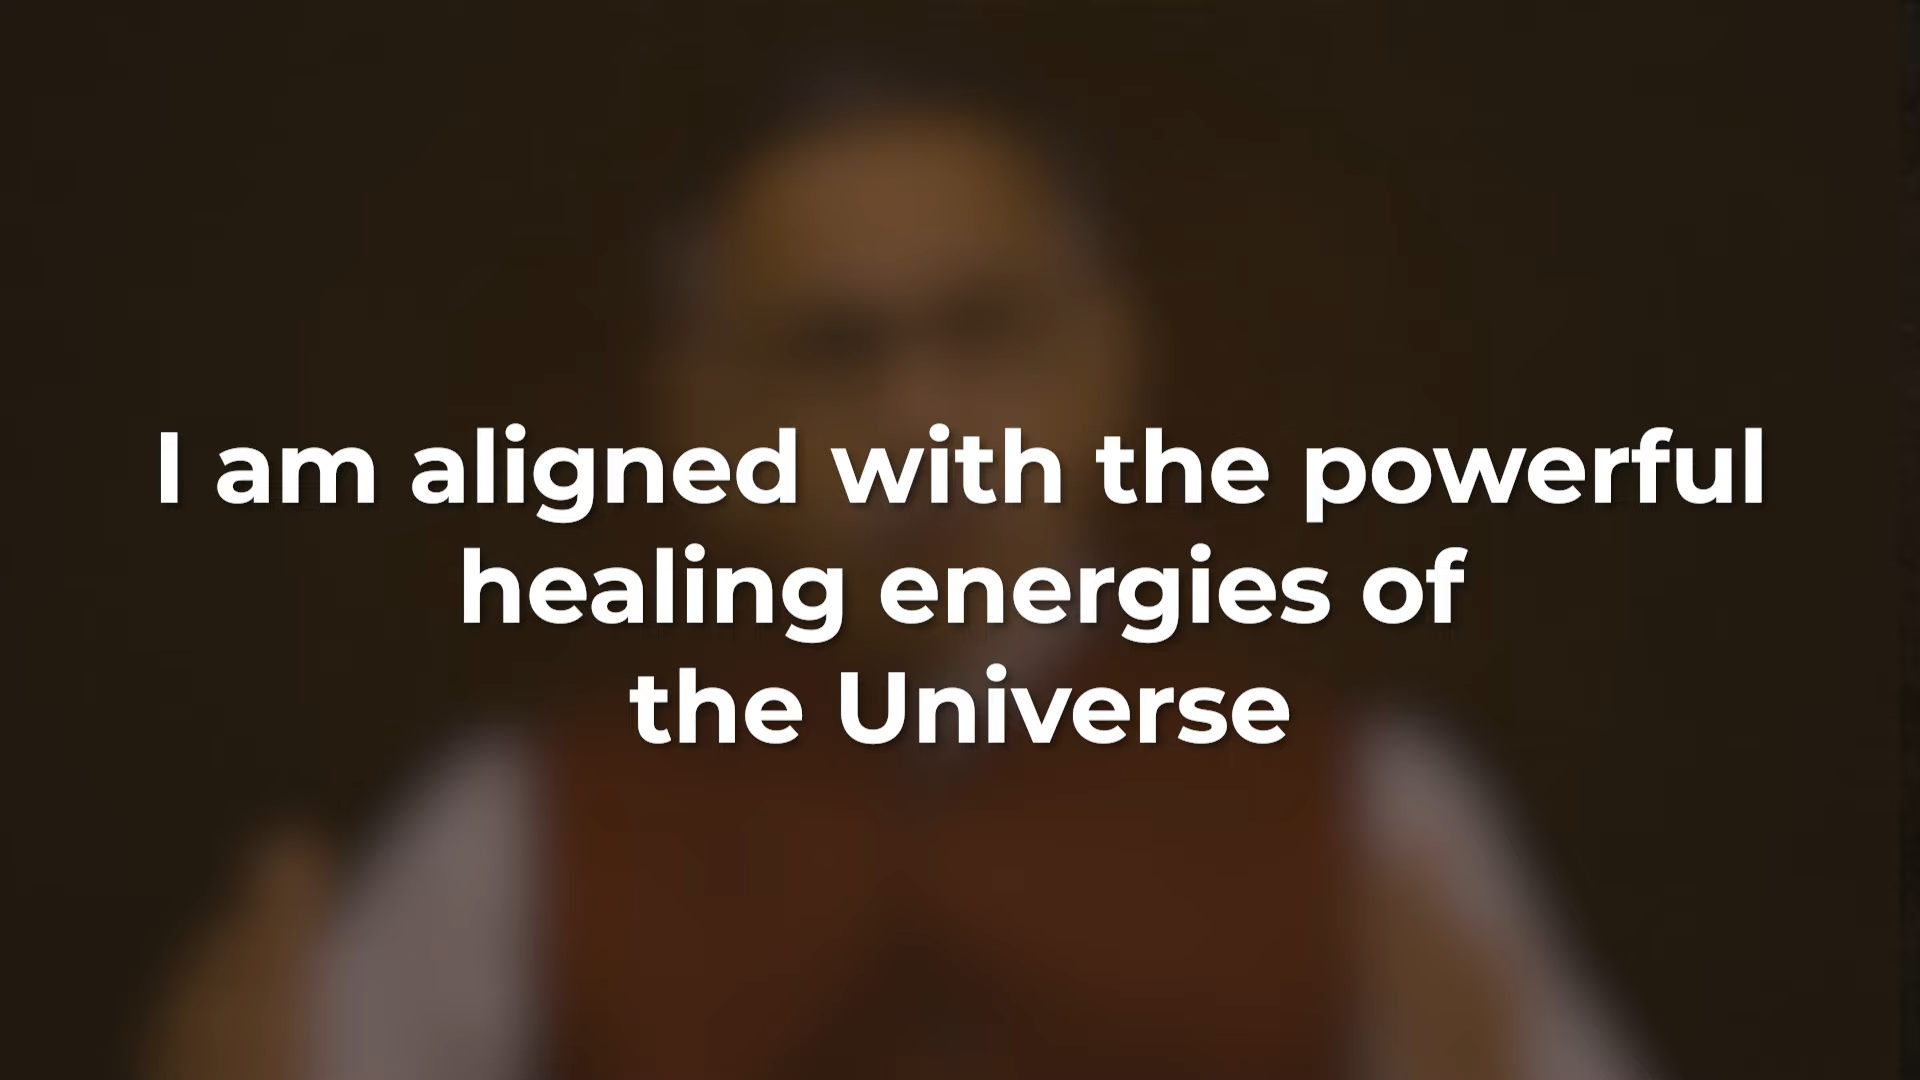 I am aligned with the powerful
healing energies of
the Universe